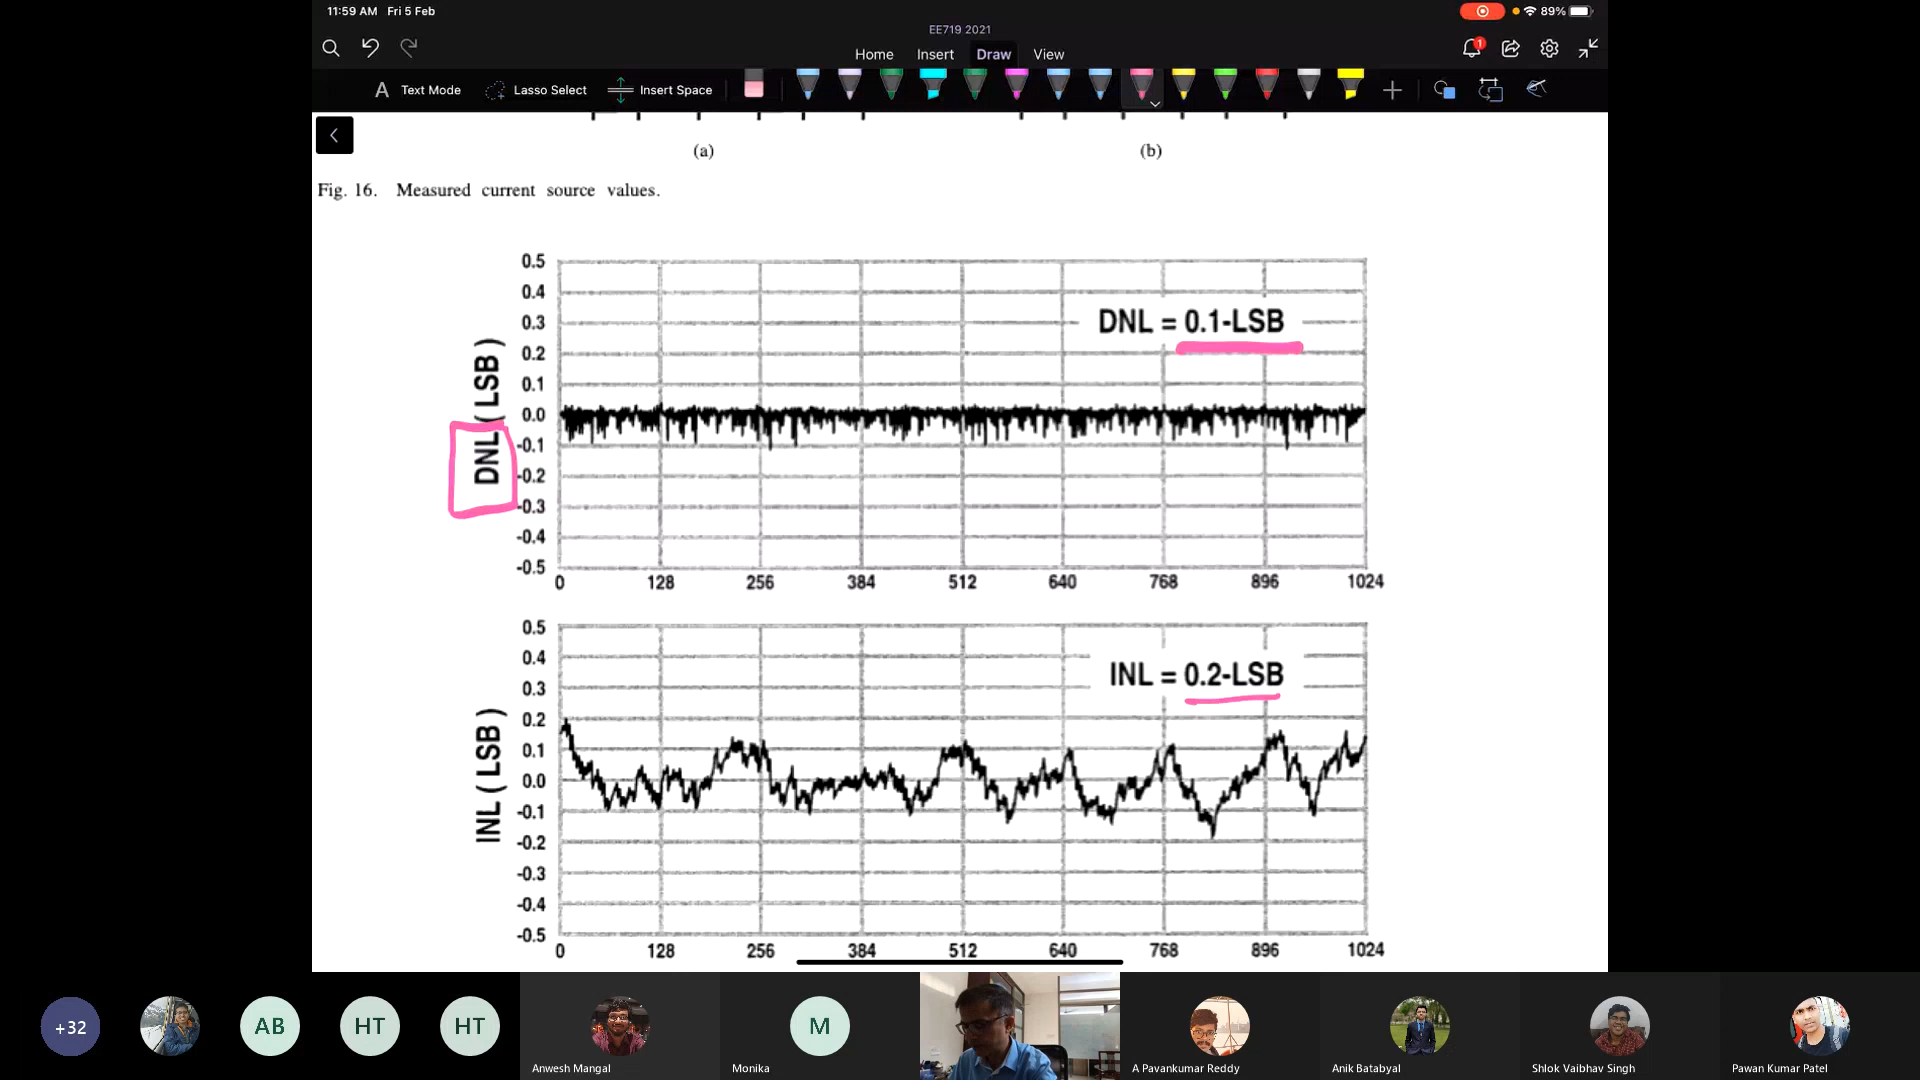 11:59 AM Fri 5 Feb
89%
EE719 2021
Home Insert Draw View
1
A Text Mode Lasso Select Insert Space
(a) (b)
Fig. 16. Measured current source values.
DNL ( LSB )
0.5
0.4
0.3
0.2
0.1
0.0
-0.1
-0.2
-0.3
-0.4
-0.5
DNL = 0.1-LSB
0 128 256 384 512 640 768 896 1024
INL ( LSB )
0.5
0.4
0.3
0.2
0.1
0.0
-0.1
-0.2
-0.3
-0.4
-0.5
INL = 0.2-LSB
0 128 256 384 512 640 768 896 1024
+32 AB HT HT M
Anwesh Mangal Monika A Pavankumar Reddy Anik Batabyal Shlok Vaibhav Singh Pawan Kumar Patel